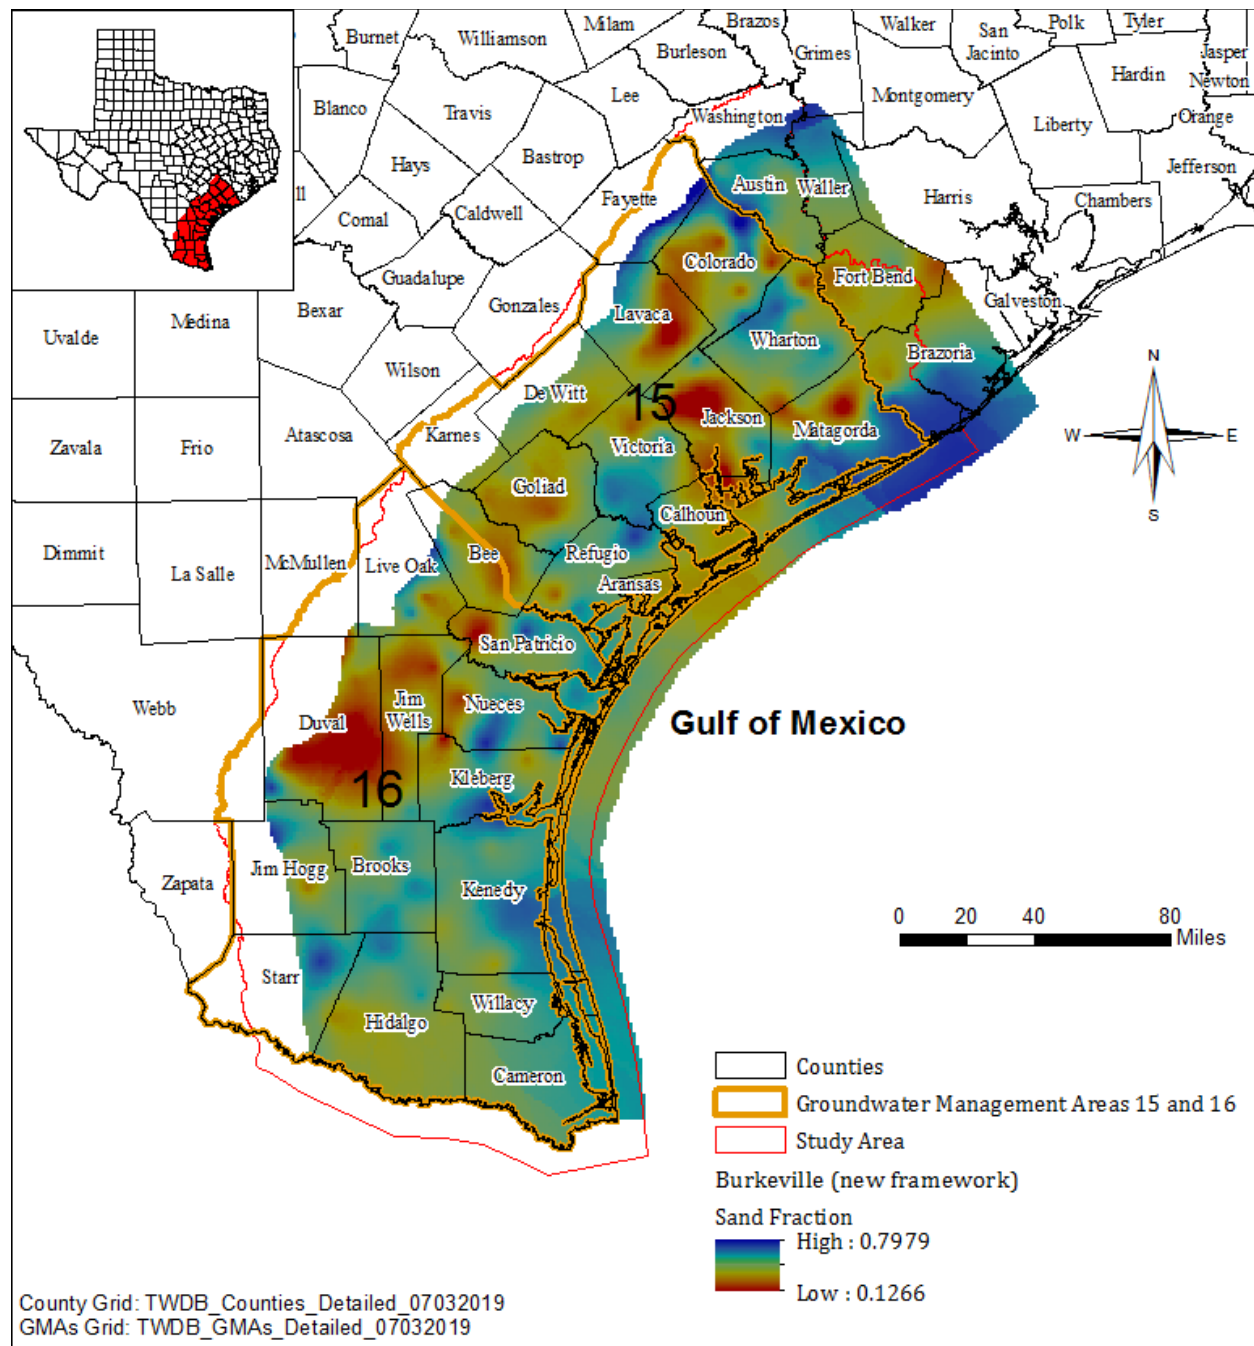 Milam
Brazos
Walker
Polk
Tyler
Burnet
Williamson
Burleson
Grimes
San
Jacinto
Jasper
Hardin
Newton
Blanco
Travis
Lee
Washington
Montgomery
Liberty
Orange
Hays
Bastrop
Jefferson
ll
Comal
Caldwell
Fayette
Austin
Waller
Harris
Chambers
Guadalupe
Colorado
Fort Bend
Galveston
Uvalde
Medina
Bexar
Gonzales
Lavaca
Wharton
Brazoria
Wilson
De Witt
15
Jackson
Matagorda
Zavala
Frio
Atascosa
Karnes
Victoria
Goliad
Calhoun
Dimmit
La Salle
McMullen
Live Oak
Bee
Refugio
Aransas
San Patricio
Webb
Duval
Jim
Wells
Nueces
Gulf of Mexico
16
Kleberg
Zapata
Jim Hogg
Brooks
Kenedy
Starr
Hidalgo
Willacy
Cameron
N
W
E
S
0 20 40 80
Miles
Counties
Groundwater Management Areas 15 and 16
Study Area
Burkeville (new framework)
Sand Fraction
High : 0.7979
Low : 0.1266
County Grid: TWDB_Counties_Detailed_07032019
GMAs Grid: TWDB_GMAs_Detailed_07032019